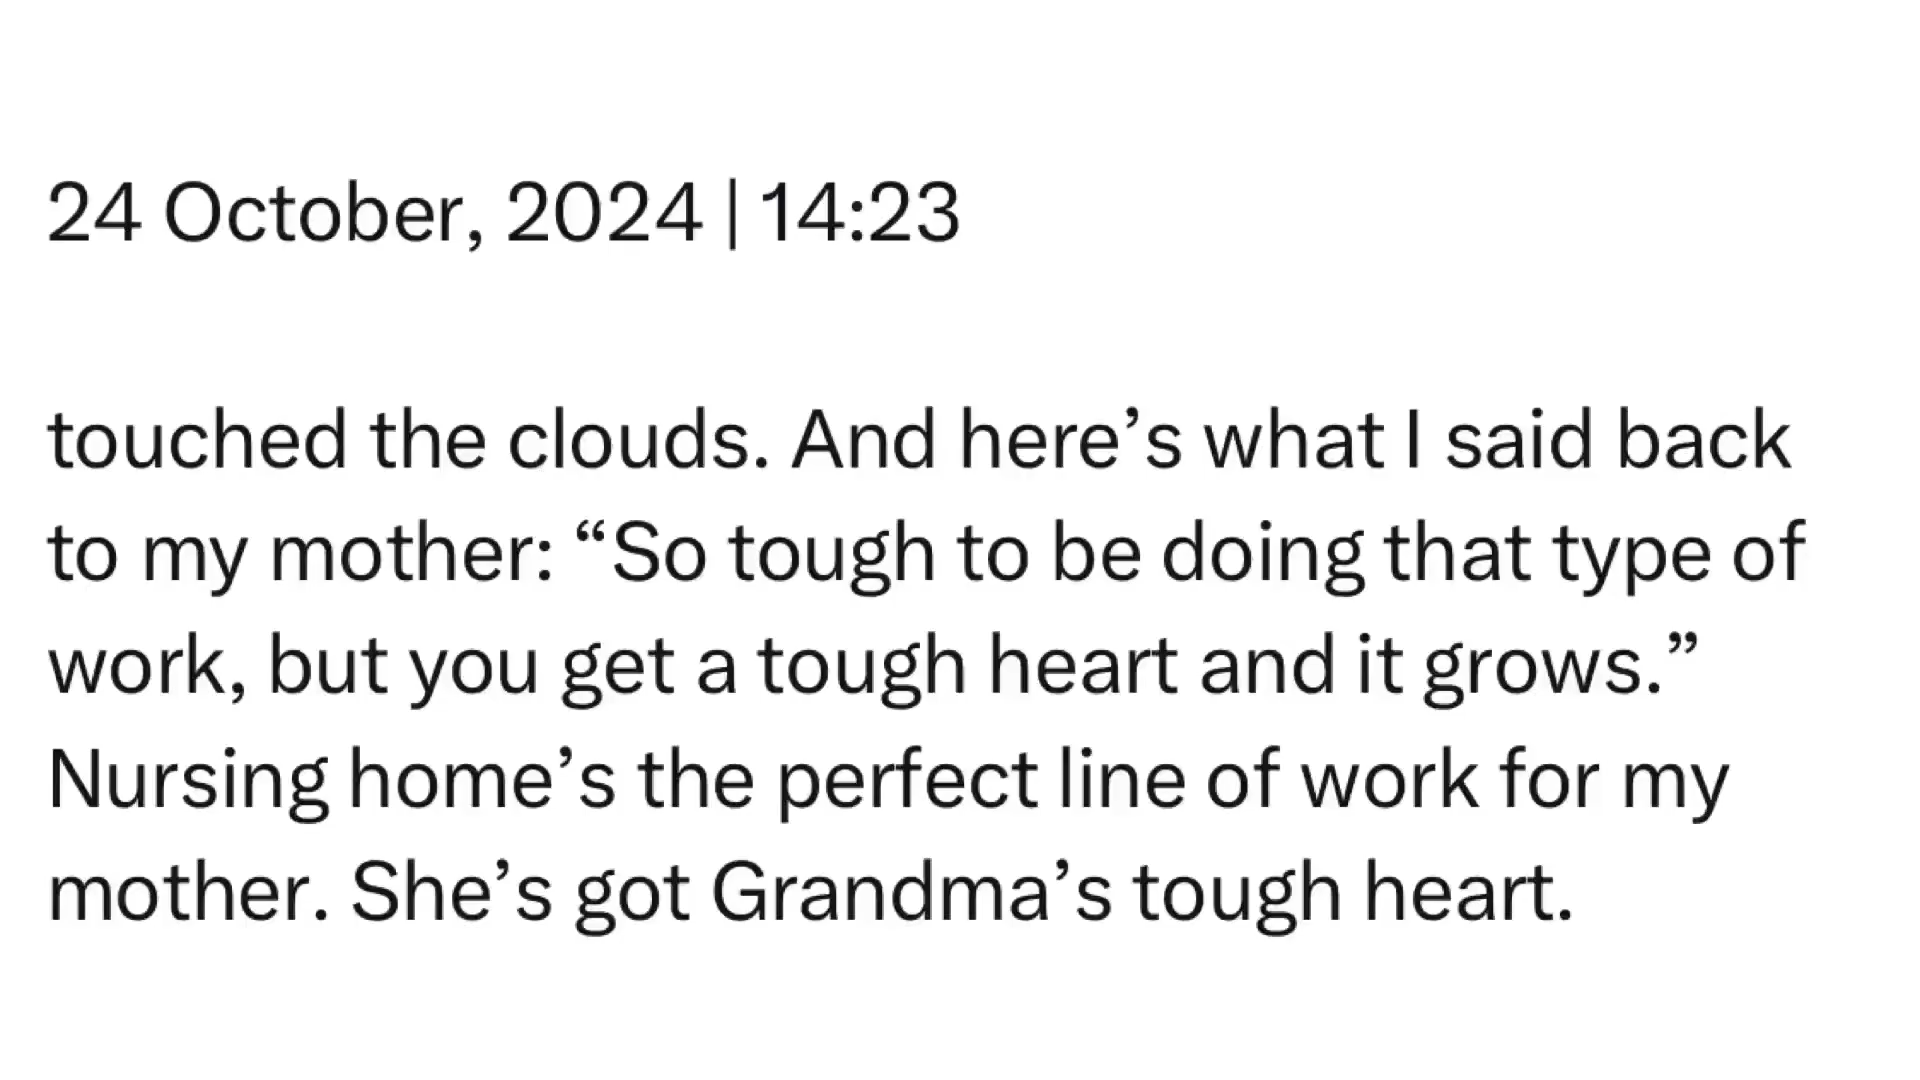 24 October, 2024 | 14:23
touched the clouds. And here’s what I said back
to my mother: “So tough to be doing that type of
work, but you get a tough heart and it grows.”
Nursing home’s the perfect line of work for my
mother. She’s got Grandma’s tough heart.